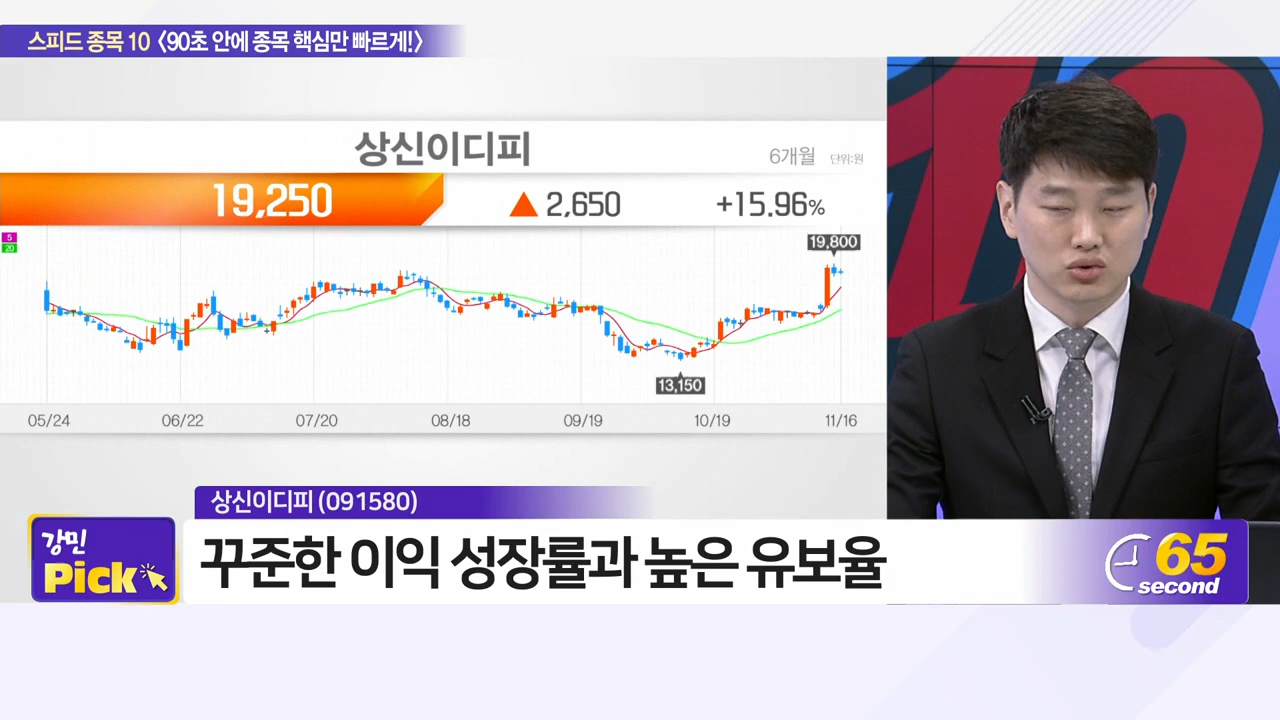 스피드 종목 10 〈90초 안에 종목 핵심만 빠르게!〉
상신이디피
6개월 단위:원
19,250 ▲ 2,650 +15.96%
5
20
19,800
13,150
05/24 06/22 07/20 08/18 09/19 10/19 11/16
상신이디피 (091580)
강민
Pick
꾸준한 이익 성장률과 높은 유보율
65
second
10